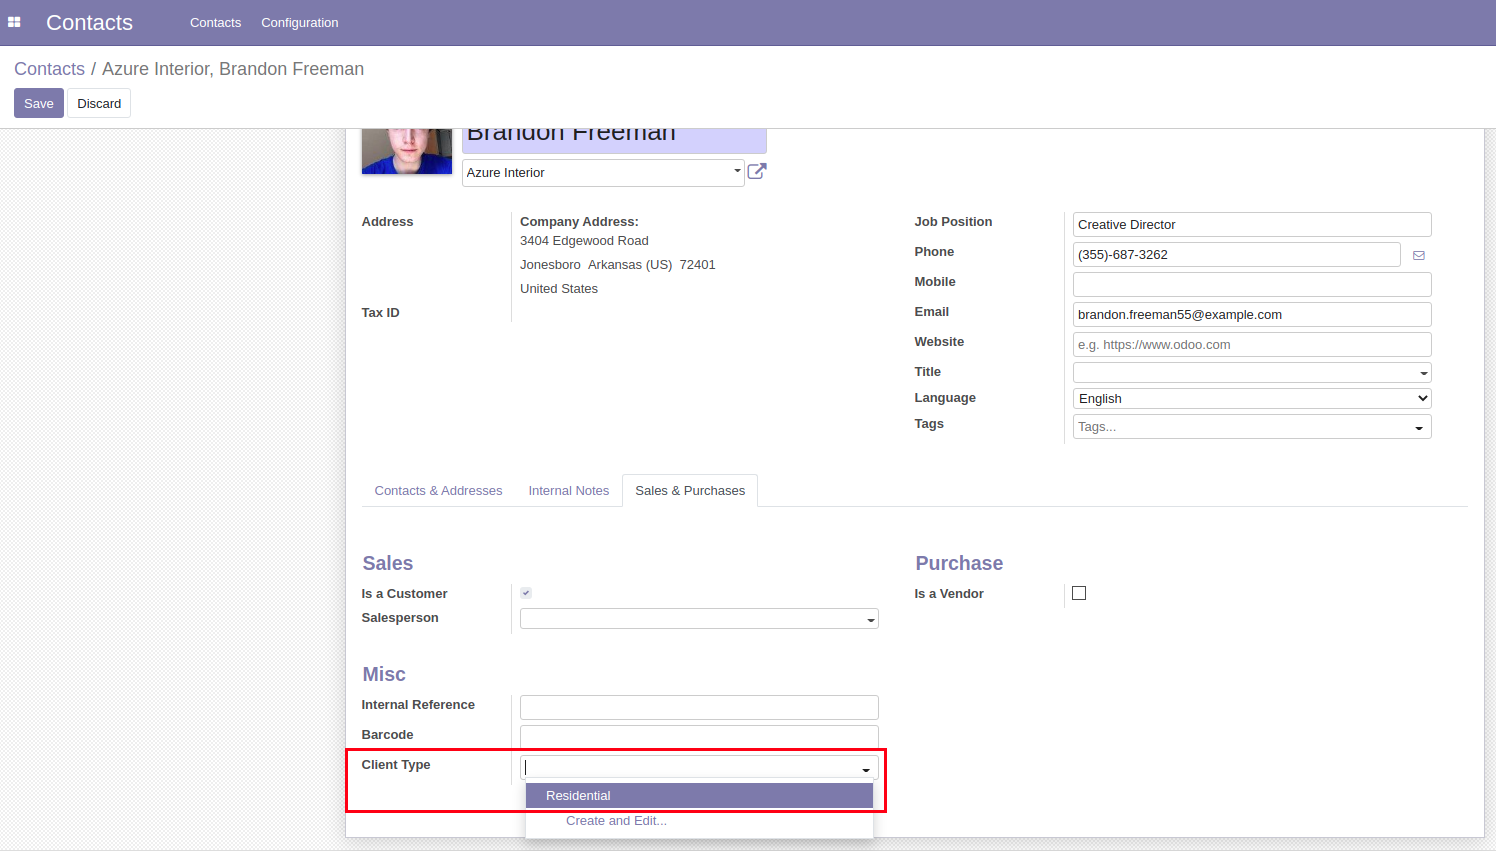 Contacts Contacts Configuration
Contacts / Azure Interior, Brandon Freeman
Save Discard
Brandon Freeman
Azure Interior
Address
Company Address:
3404 Edgewood Road
Jonesboro Arkansas (US) 72401
United States
Tax ID
Job Position Creative Director
Phone (355)-687-3262
Mobile
Email brandon.freeman55@example.com
Website e.g. https://www.odoo.com
Title
Language English
Tags Tags...
Contacts & Addresses Internal Notes Sales & Purchases
Sales
Is a Customer
Salesperson
Purchase
Is a Vendor
Misc
Internal Reference
Barcode
Client Type
Residential
Create and Edit...